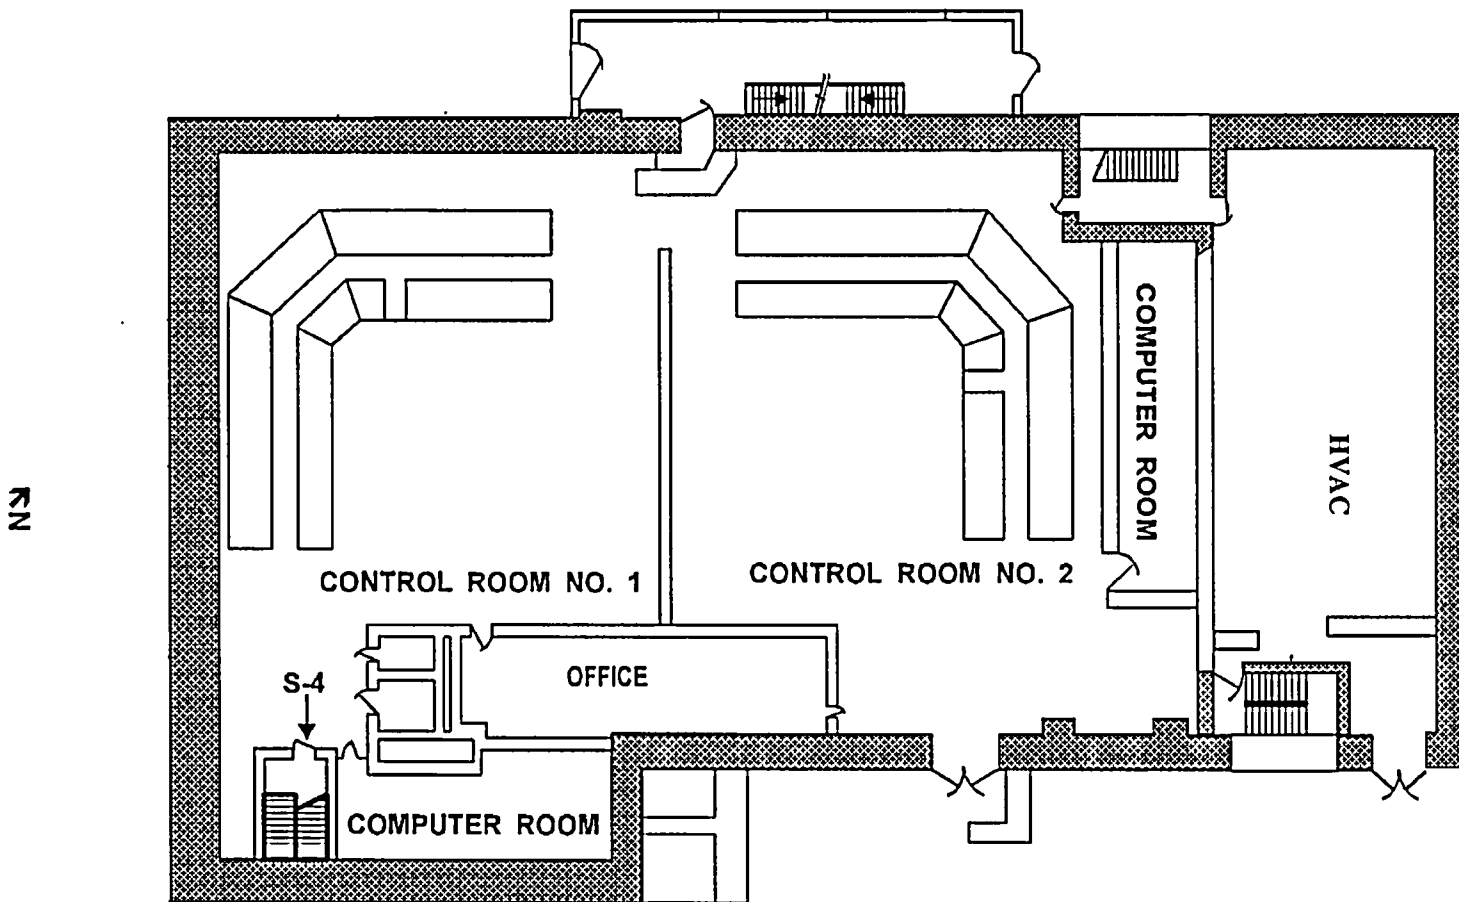 COMPUTER ROOM
HVAC
N
CONTROL ROOM NO. 1
CONTROL ROOM NO. 2
OFFICE
S-4
COMPUTER ROOM